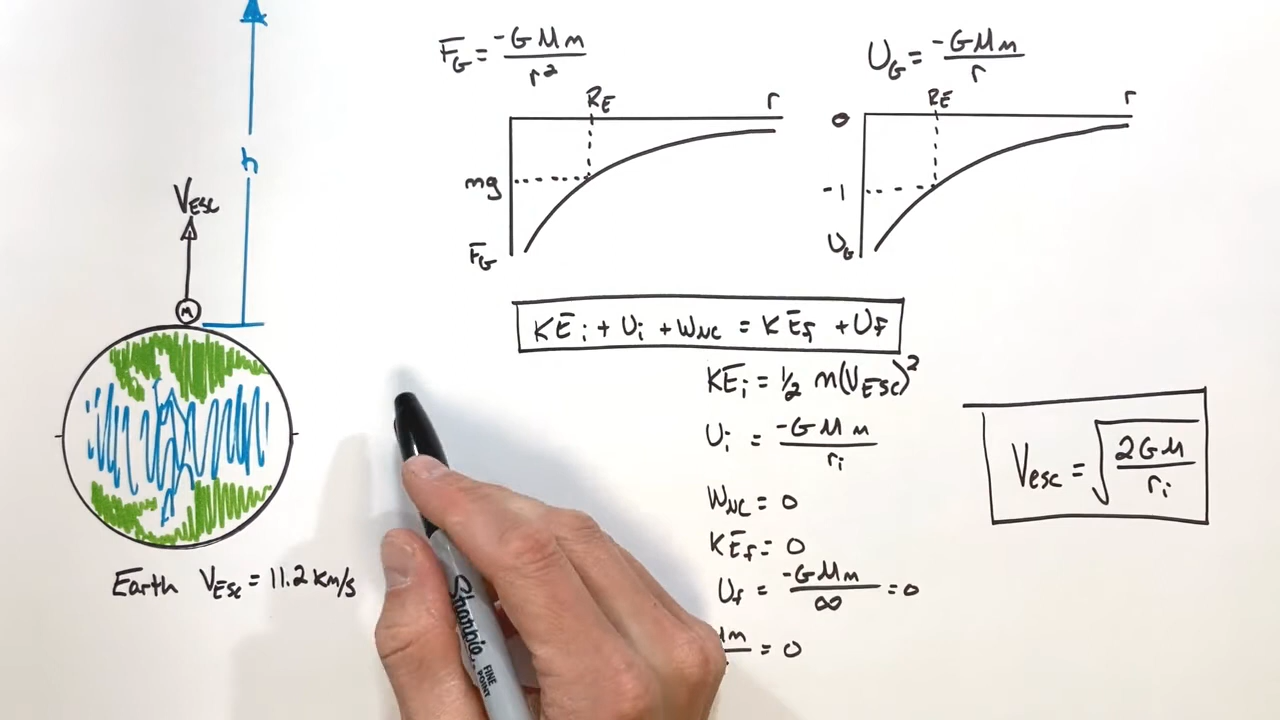 h
V_ESC
M
Earth V_Esc = 11.2 Km/s
F_G = -GMm/r²
R_E r
mg
F_G
U_G = -GMm/r
R_E r
0
-1
U_G
KE_i + U_i + W_NC = KE_f + U_f
KE_i = ½ m(V_ESC)²
U_i = -GMm/r_i
W_NC = 0
KE_f = 0
U_f = -GMm/∞ = 0
m = 0
V_esc = √(2GM/r_i)
Sharpie
FINE
POINT